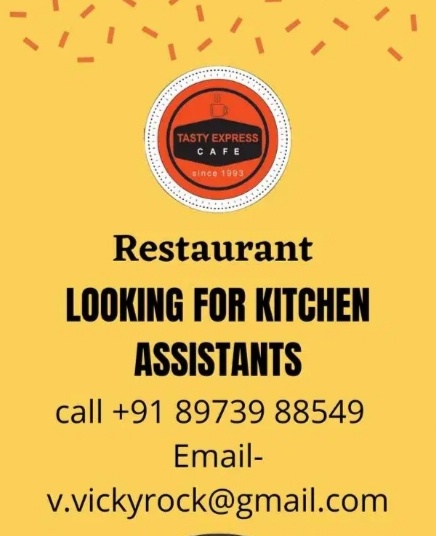 TASTY EXPRESS
CAFE
since 1993
Restaurant
LOOKING FOR KITCHEN
ASSISTANTS
call +91 89739 88549
Email-
v.vickyrock@gmail.com